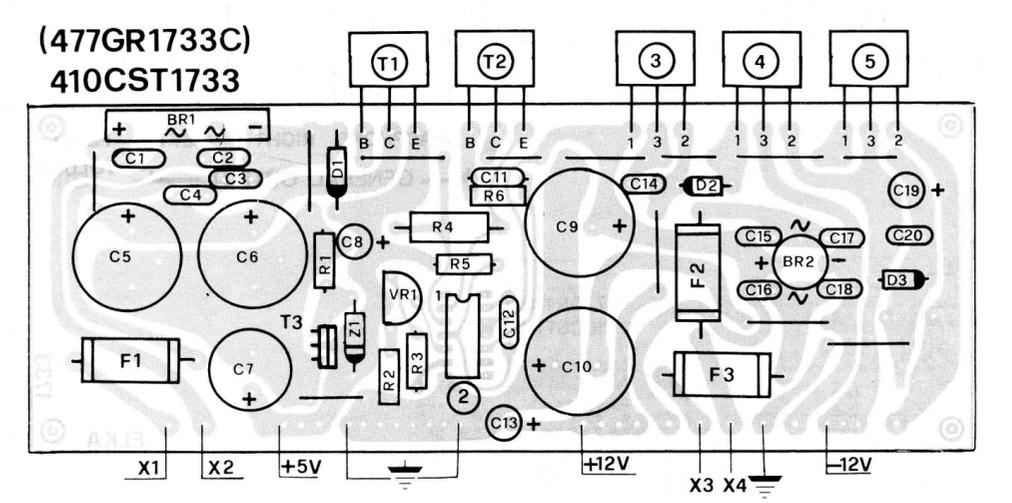 (477GR1733C)
410CST1733
T1
T2
3
4
5
BR1
+ ~ ~ −
B C E
B C E
1 3 2
1 3 2
1 3 2
C1
C2
C3
C4
D1
C11
R6
C14
D2
C19 +
+
C5
+
C6
C8 +
R1
R4
R5
C9 +
F2
C15
~
C17
C20
+
BR2
−
C16
~
C18
D3
VR1
1
C12
T3
Z1
F1
C7
+
R2
R3
2
+ C10
F3
C13 +
1733
ELKA
X1
X2
+5V
+12V
X3
X4
−12V